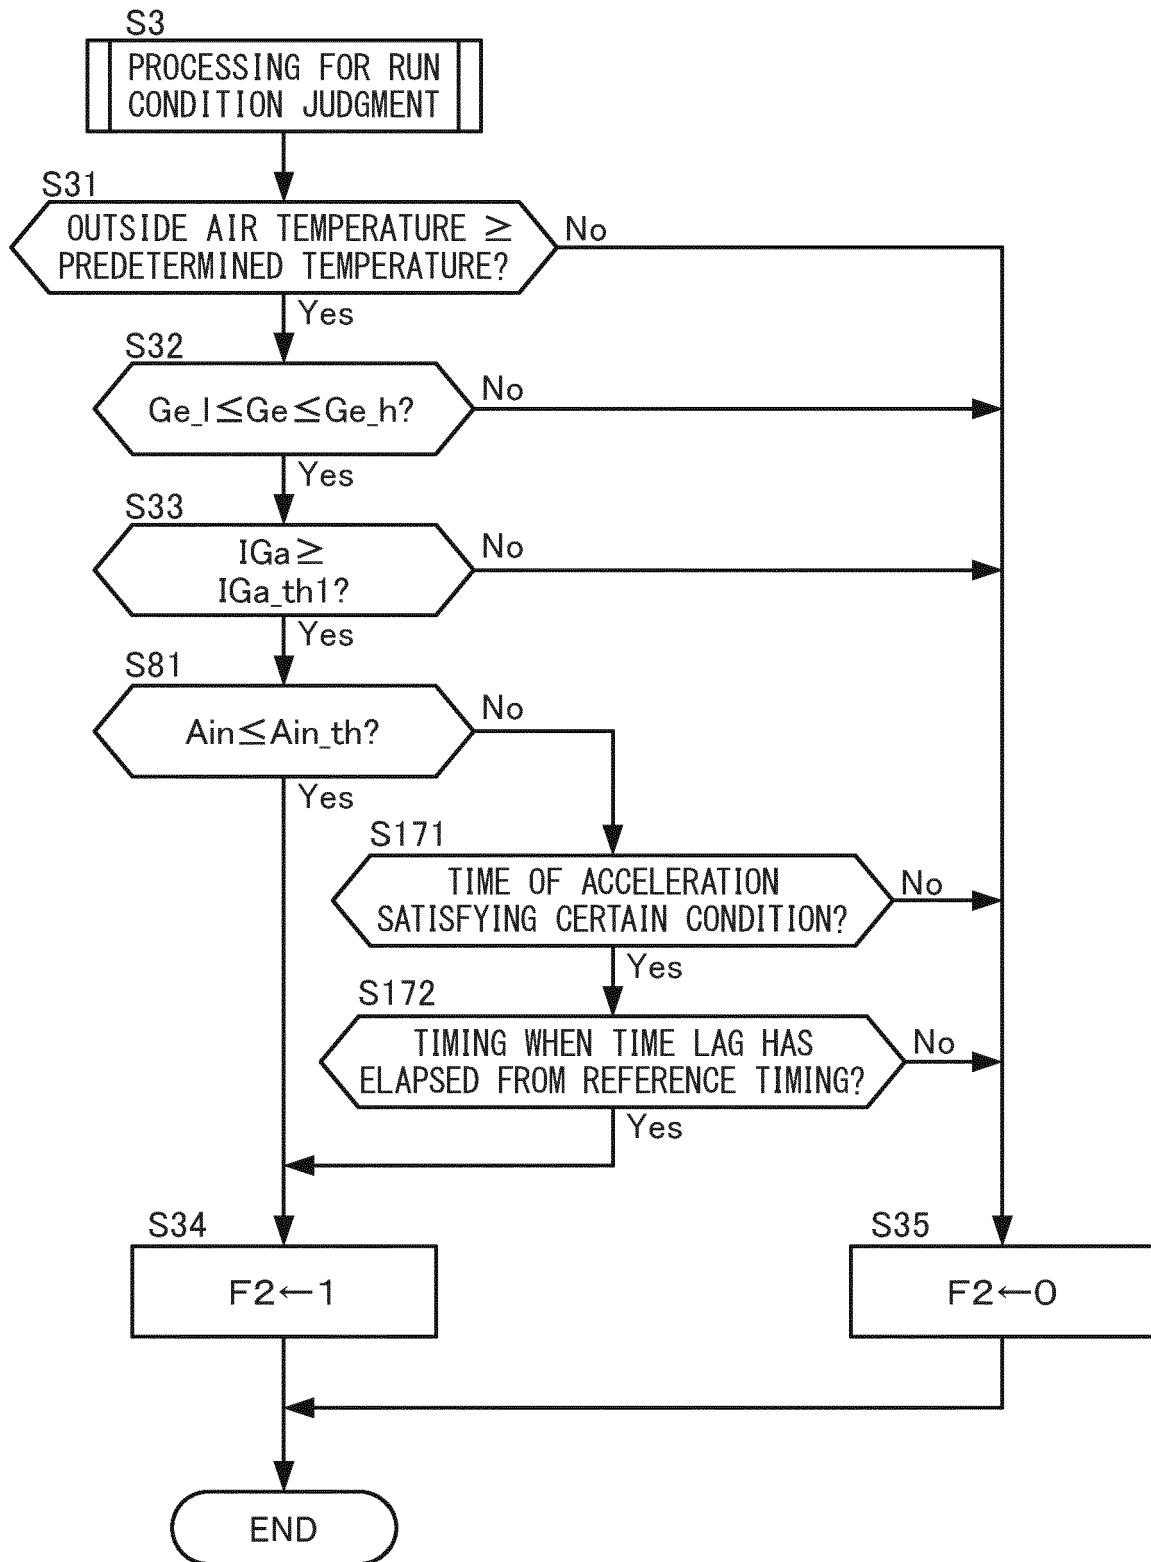 S3
PROCESSING FOR RUN
CONDITION JUDGMENT
S31
OUTSIDE AIR TEMPERATURE ≥
PREDETERMINED TEMPERATURE?
No
Yes
S32
Ge_l≤Ge≤Ge_h?
No
Yes
S33
IGa≥
IGa_th1?
No
Yes
S81
Ain≤Ain_th?
No
Yes
S171
TIME OF ACCELERATION
SATISFYING CERTAIN CONDITION?
No
Yes
S172
TIMING WHEN TIME LAG HAS
ELAPSED FROM REFERENCE TIMING?
No
Yes
S34
F2←1
S35
F2←0
END